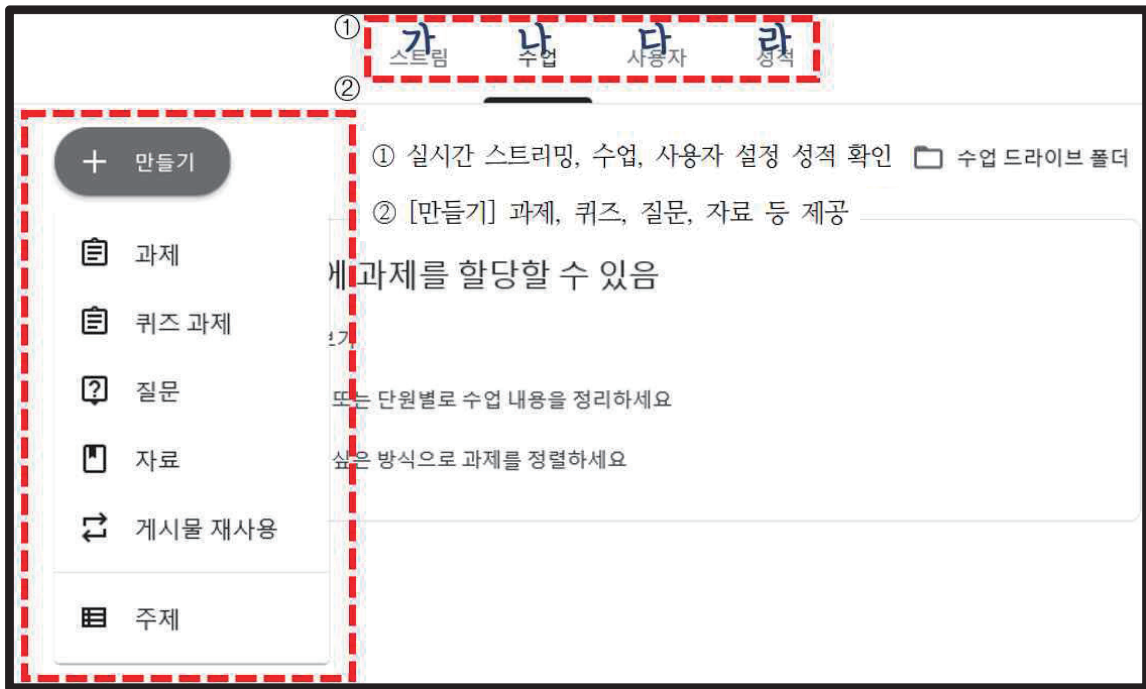 ①
가 나 다 라
스트림 수업 사용자 성적
②
만들기
① 실시간 스트리밍, 수업, 사용자 설정 성적 확인
수업 드라이브 폴더
② [만들기] 과제, 퀴즈, 질문, 자료 등 제공
과제
에 과제를 할당할 수 있음
퀴즈 과제
보기
질문
또는 단원별로 수업 내용을 정리하세요
자료
싶은 방식으로 과제를 정렬하세요
게시물 재사용
주제